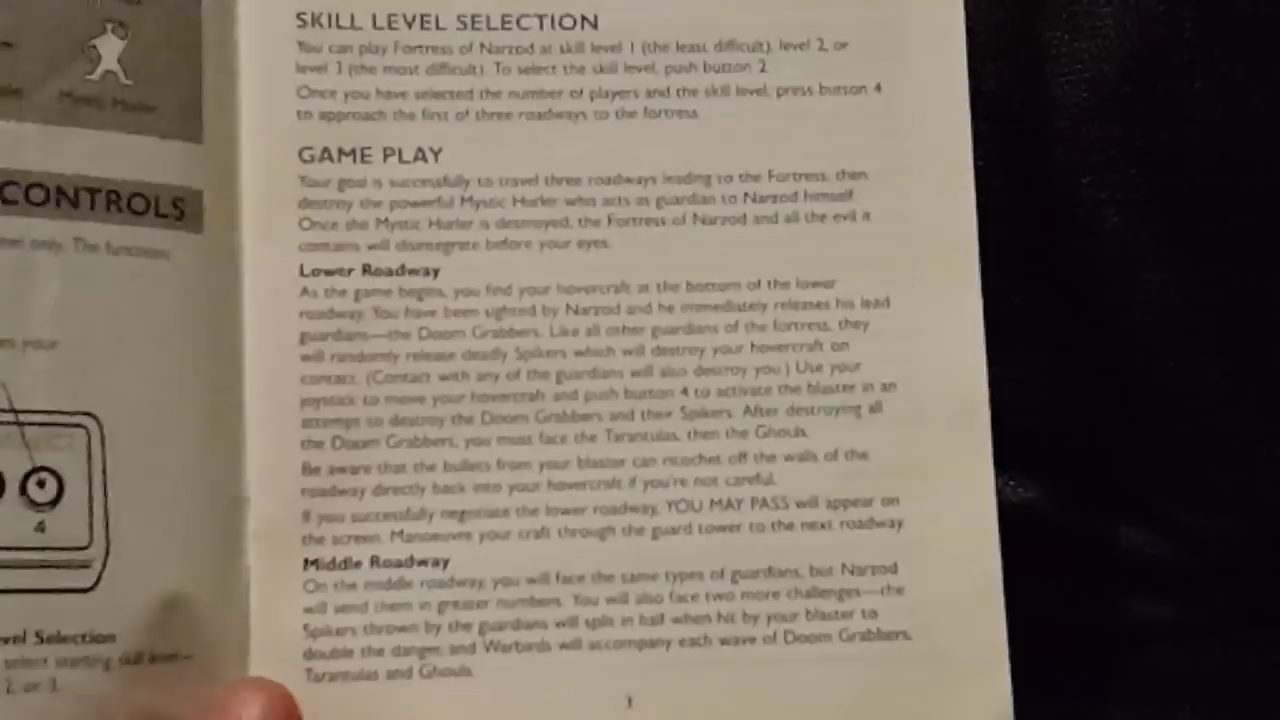 Mystic Hurler
CONTROLS
only. The functions
your
4
vel Selection
select starting skill level—
2, or 3.
SKILL LEVEL SELECTION
You can play Fortress of Narzod at skill level 1 (the least difficult), level 2, or
level 3 (the most difficult). To select the skill level, push button 2.
Once you have selected the number of players and the skill level, press button 4
to approach the first of three roadways to the fortress.
GAME PLAY
Your goal is successfully to travel three roadways leading to the Fortress, then
destroy the powerful Mystic Hurler who acts as guardian to Narzod himself.
Once the Mystic Hurler is destroyed, the Fortress of Narzod and all the evil it
contains will disintegrate before your eyes.
Lower Roadway
As the game begins, you find your hovercraft at the bottom of the lower
roadway. You have been sighted by Narzod and he immediately releases his lead
guardians—the Doom Grabbers. Like all other guardians of the fortress, they
will randomly release deadly Spikers which will destroy your hovercraft on
contact. (Contact with any of the guardians will also destroy you.) Use your
joystick to move your hovercraft and push button 4 to activate the blaster in an
attempt to destroy the Doom Grabbers and their Spikers. After destroying all
the Doom Grabbers, you must face the Tarantulas, then the Ghouls.
Be aware that the bullets from your blaster can ricochet off the walls of the
roadway directly back into your hovercraft if you're not careful.
If you successfully negotiate the lower roadway, YOU MAY PASS will appear on
the screen. Manoeuvre your craft through the guard tower to the next roadway.
Middle Roadway
On the middle roadway, you will face the same types of guardians, but Narzod
will send them in greater numbers. You will also face two more challenges—the
Spikers thrown by the guardians will split in half when hit by your blaster to
double the danger, and Warbirds will accompany each wave of Doom Grabbers,
Tarantulas and Ghouls.
3